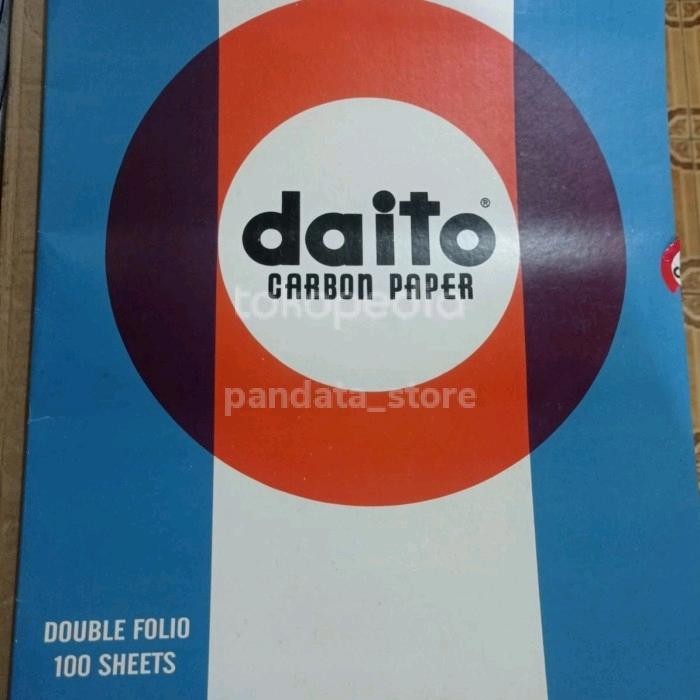 daito®
CARBON PAPER
tokopedia
pandata_store
DOUBLE FOLIO
100 SHEETS